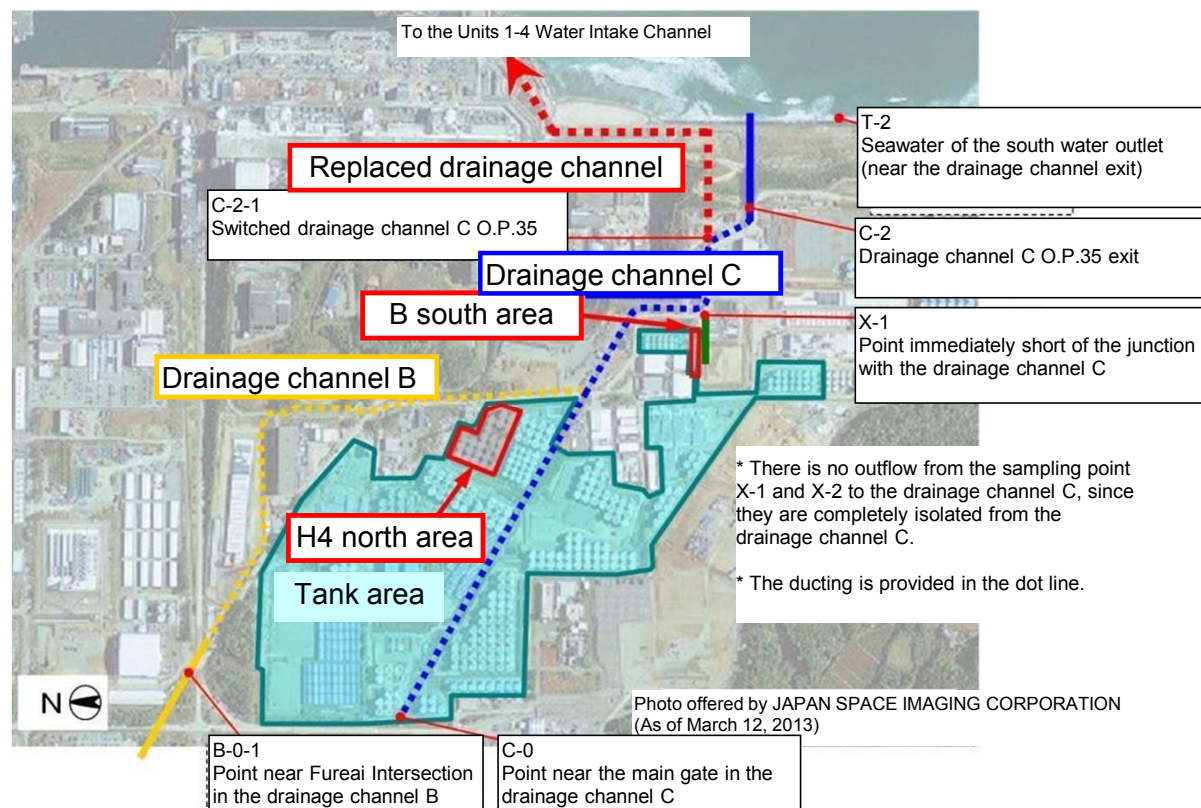 To the Units 1-4 Water Intake Channel
T-2
Seawater of the south water outlet
(near the drainage channel exit)
Replaced drainage channel
C-2-1
Switched drainage channel C O.P.35
C-2
Drainage channel C O.P.35 exit
Drainage channel C
B south area
X-1
Point immediately short of the junction
with the drainage channel C
Drainage channel B
* There is no outflow from the sampling point
X-1 and X-2 to the drainage channel C, since
they are completely isolated from the
drainage channel C.
* The ducting is provided in the dot line.
H4 north area
Tank area
N
Photo offered by JAPAN SPACE IMAGING CORPORATION
(As of March 12, 2013)
B-0-1
Point near Fureai Intersection
in the drainage channel B
C-0
Point near the main gate in the
drainage channel C